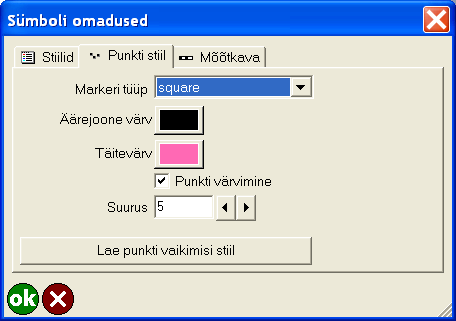 Sümboli omadused
Stiilid Punkti stiil Mõõtkava
Markeri tüüp square
Äärejoone värv
Täitevärv
Punkti värvimine
Suurus 5
Lae punkti vaikimisi stiil
ok